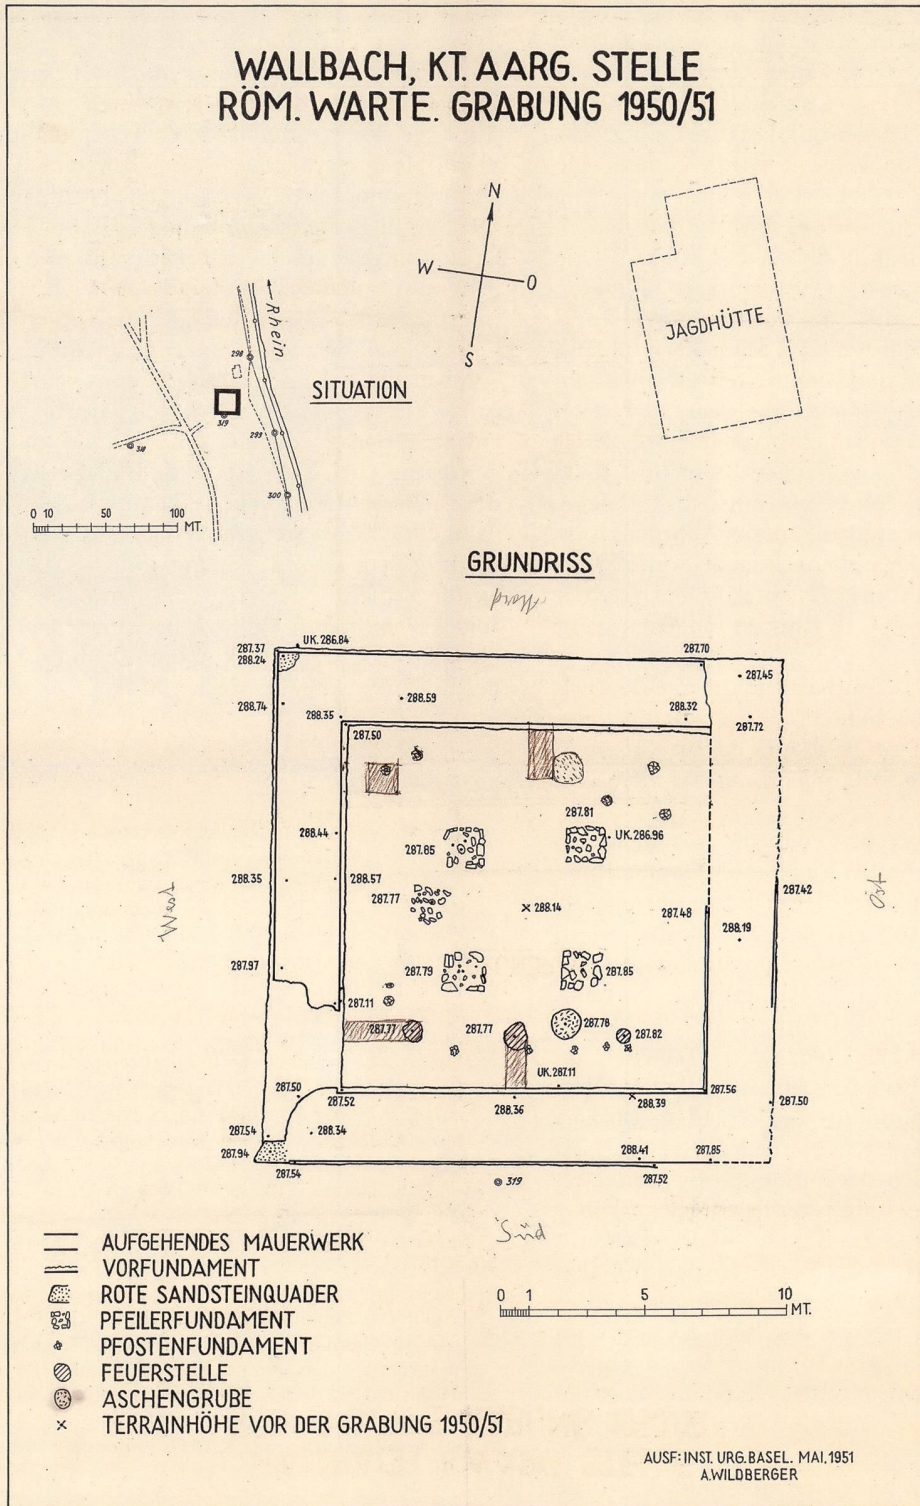 WALLBACH, KT. AARG. STELLE
RÖM. WARTE. GRABUNG 1950/51
N
W
O
S
JAGDHÜTTE
Rhein
298
SITUATION
319
299
318
300
0 10 50 100 MT.
GRUNDRISS
Nord
287.37 UK. 286.84 287.70
288.24
287.45
288.74 288.59
288.35 288.32 287.72
287.50
287.81
288.44 UK. 286.96
287.85
288.35 288.57 287.42
287.77
West
Ost
288.14 287.48
288.19
287.97 287.79 287.85
287.11
287.77 287.77 287.78 287.82
UK. 287.11
287.50 287.56
287.52 288.36 288.39 287.50
287.54 288.34
287.94 288.41 287.85
287.54 319 287.52
Süd
AUFGEHENDES MAUERWERK
VORFUNDAMENT
ROTE SANDSTEINQUADER
PFEILERFUNDAMENT
PFOSTENFUNDAMENT
FEUERSTELLE
ASCHENGRUBE
TERRAINHÖHE VOR DER GRABUNG 1950/51
0 1 5 10 MT.
AUSF: INST. URG. BASEL. MAI. 1951
A. WILDBERGER